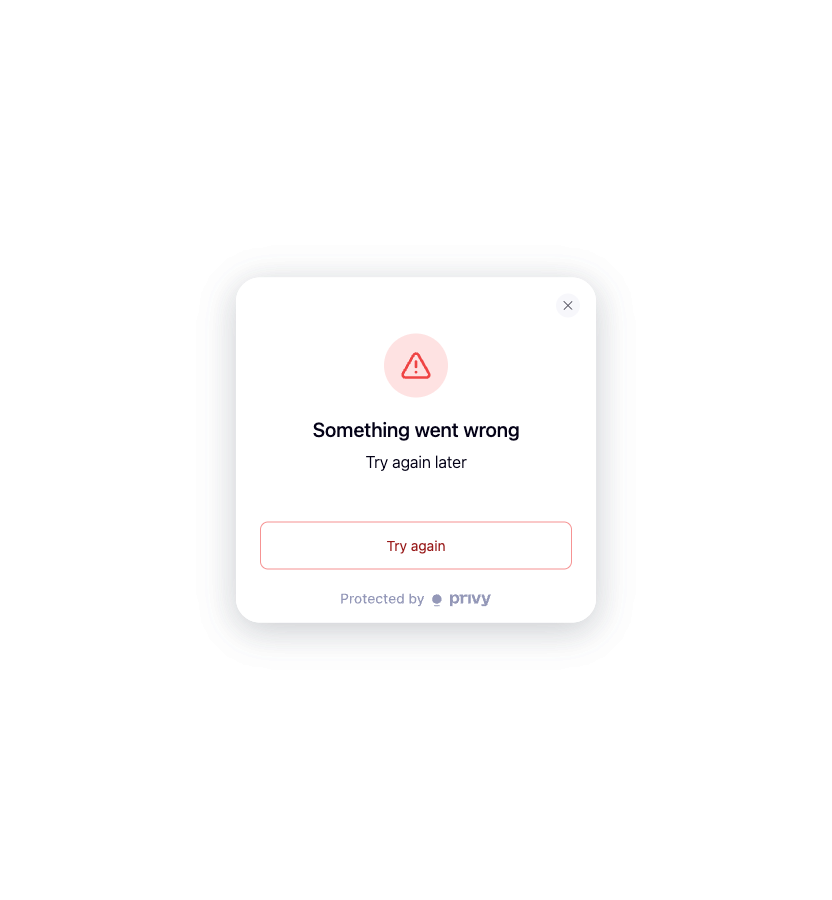 Something went wrong
Try again later
Try again
Protected by privy